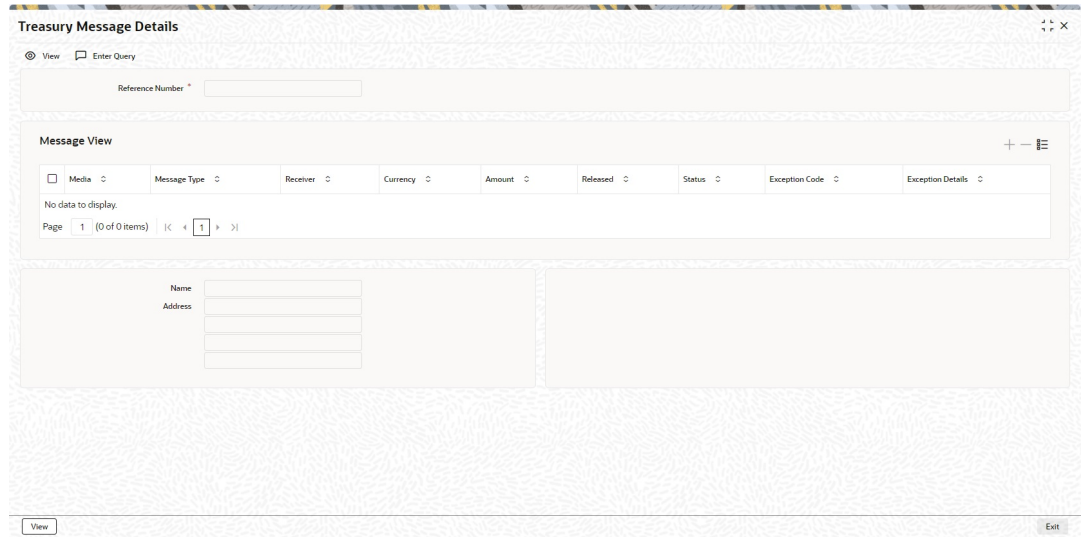 Treasury Message Details
View Enter Query
Reference Number *
Message View
Media Message Type Receiver Currency Amount Released Status Exception Code Exception Details
No data to display.
Page 1 (0 of 0 items) 1
Name
Address
View Exit